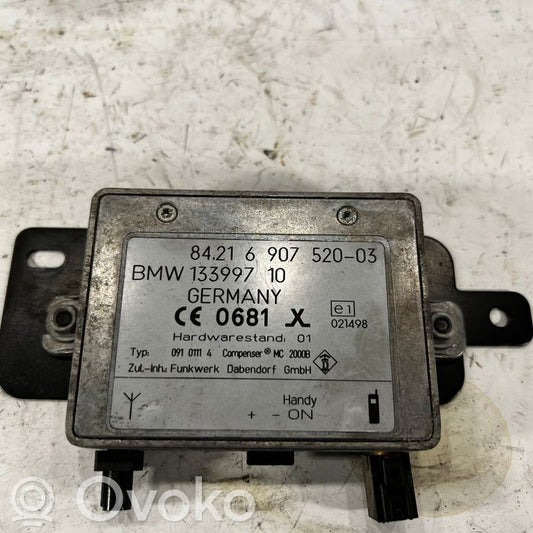 84.21 6 907 520-03
BMW 133997 10
GERMANY
CE 0681 X
e1
021498
Hardwarestand: 01
Typ: 091 0111 4 Compenser® MC 2000B
Zul.-Inh.: Funkwerk Dabendorf GmbH
Handy
+ - ON
Ovoko